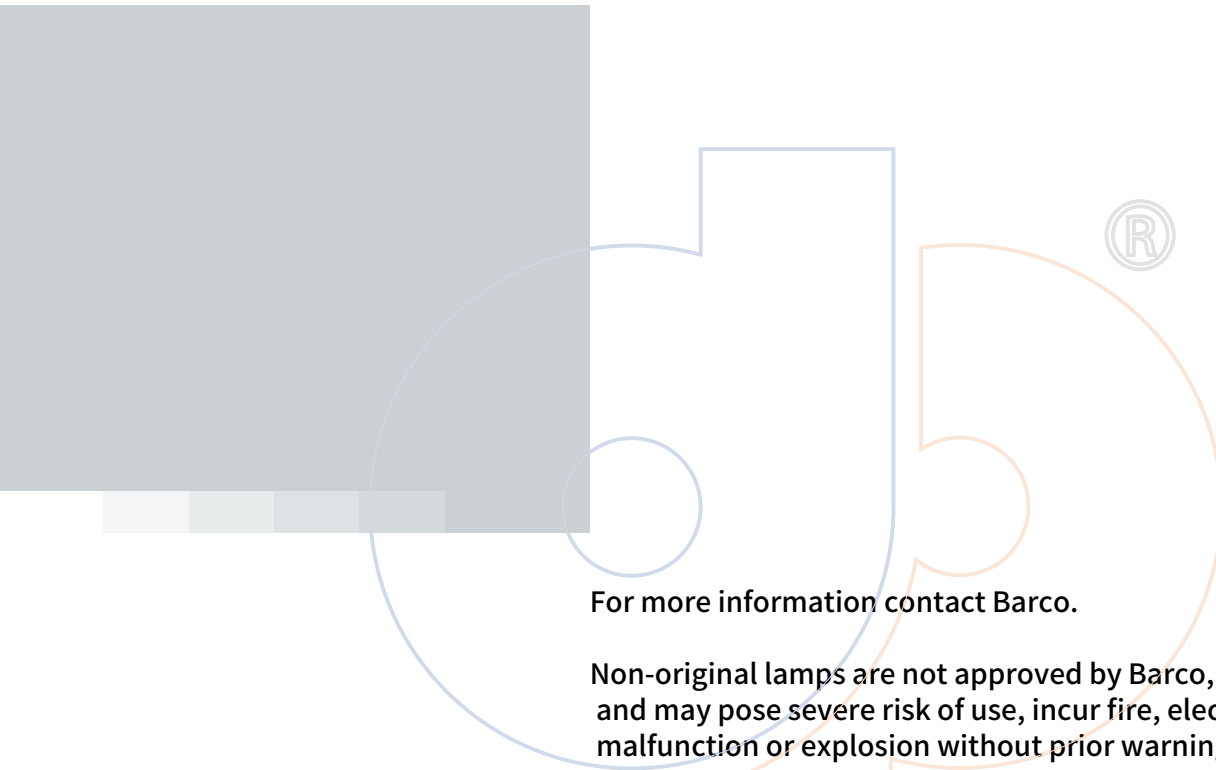 ®
For more information contact Barco.
Non-original lamps are not approved by Barco,
and may pose severe risk of use, incur fire,
malfunction or explosion without prior